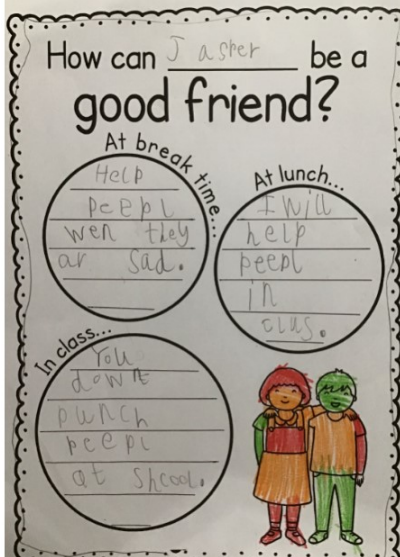 How can Jasper be a
good friend?
At break time...
Help
peepl
wen they
ar sad.
At lunch...
I will
help
peepl
in
clas.
In class...
You
downt
punch
peepl
at shcool.